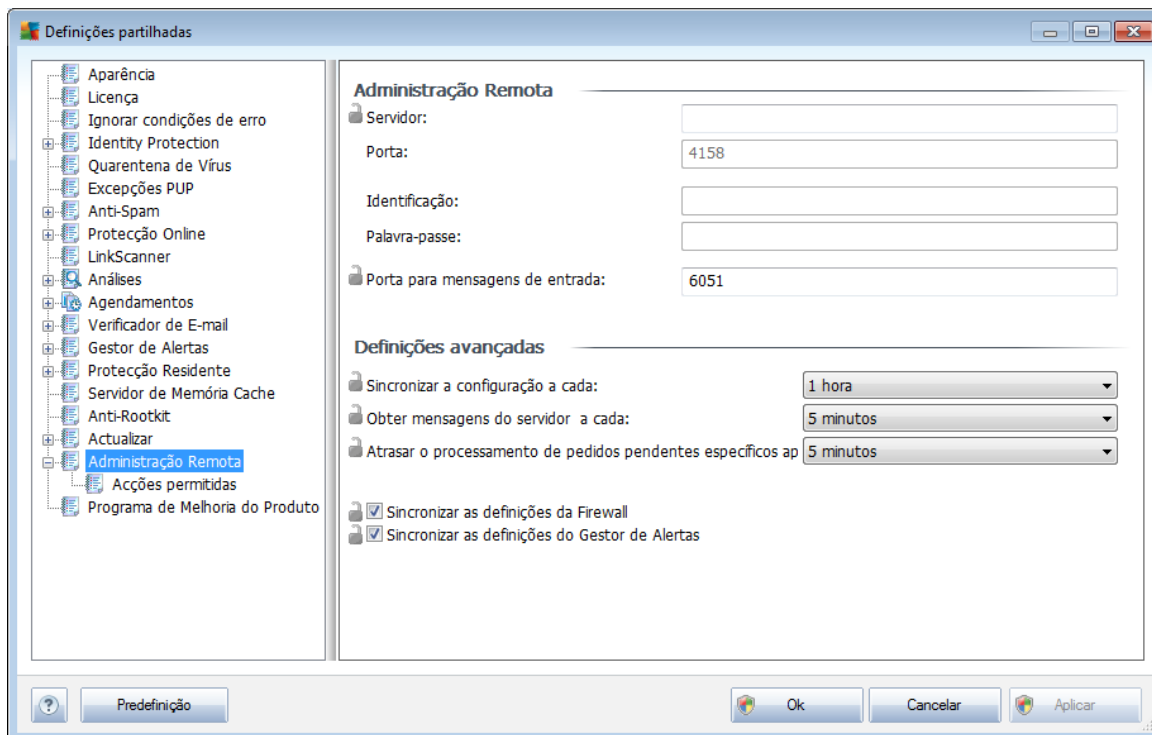 Definições partilhadas
Aparência
Licença
Ignorar condições de erro
Identity Protection
Quarentena de Vírus
Excepções PUP
Anti-Spam
Protecção Online
LinkScanner
Análises
Agendamentos
Verificador de E-mail
Gestor de Alertas
Protecção Residente
Servidor de Memória Cache
Anti-Rootkit
Actualizar
Administração Remota
Acções permitidas
Programa de Melhoria do Produto
Administração Remota
Servidor:
Porta: 4158
Identificação:
Palavra-passe:
Porta para mensagens de entrada: 6051
Definições avançadas
Sincronizar a configuração a cada: 1 hora
Obter mensagens do servidor a cada: 5 minutos
Atrasar o processamento de pedidos pendentes específicos ap 5 minutos
Sincronizar as definições da Firewall
Sincronizar as definições do Gestor de Alertas
? Predefinição Ok Cancelar Aplicar